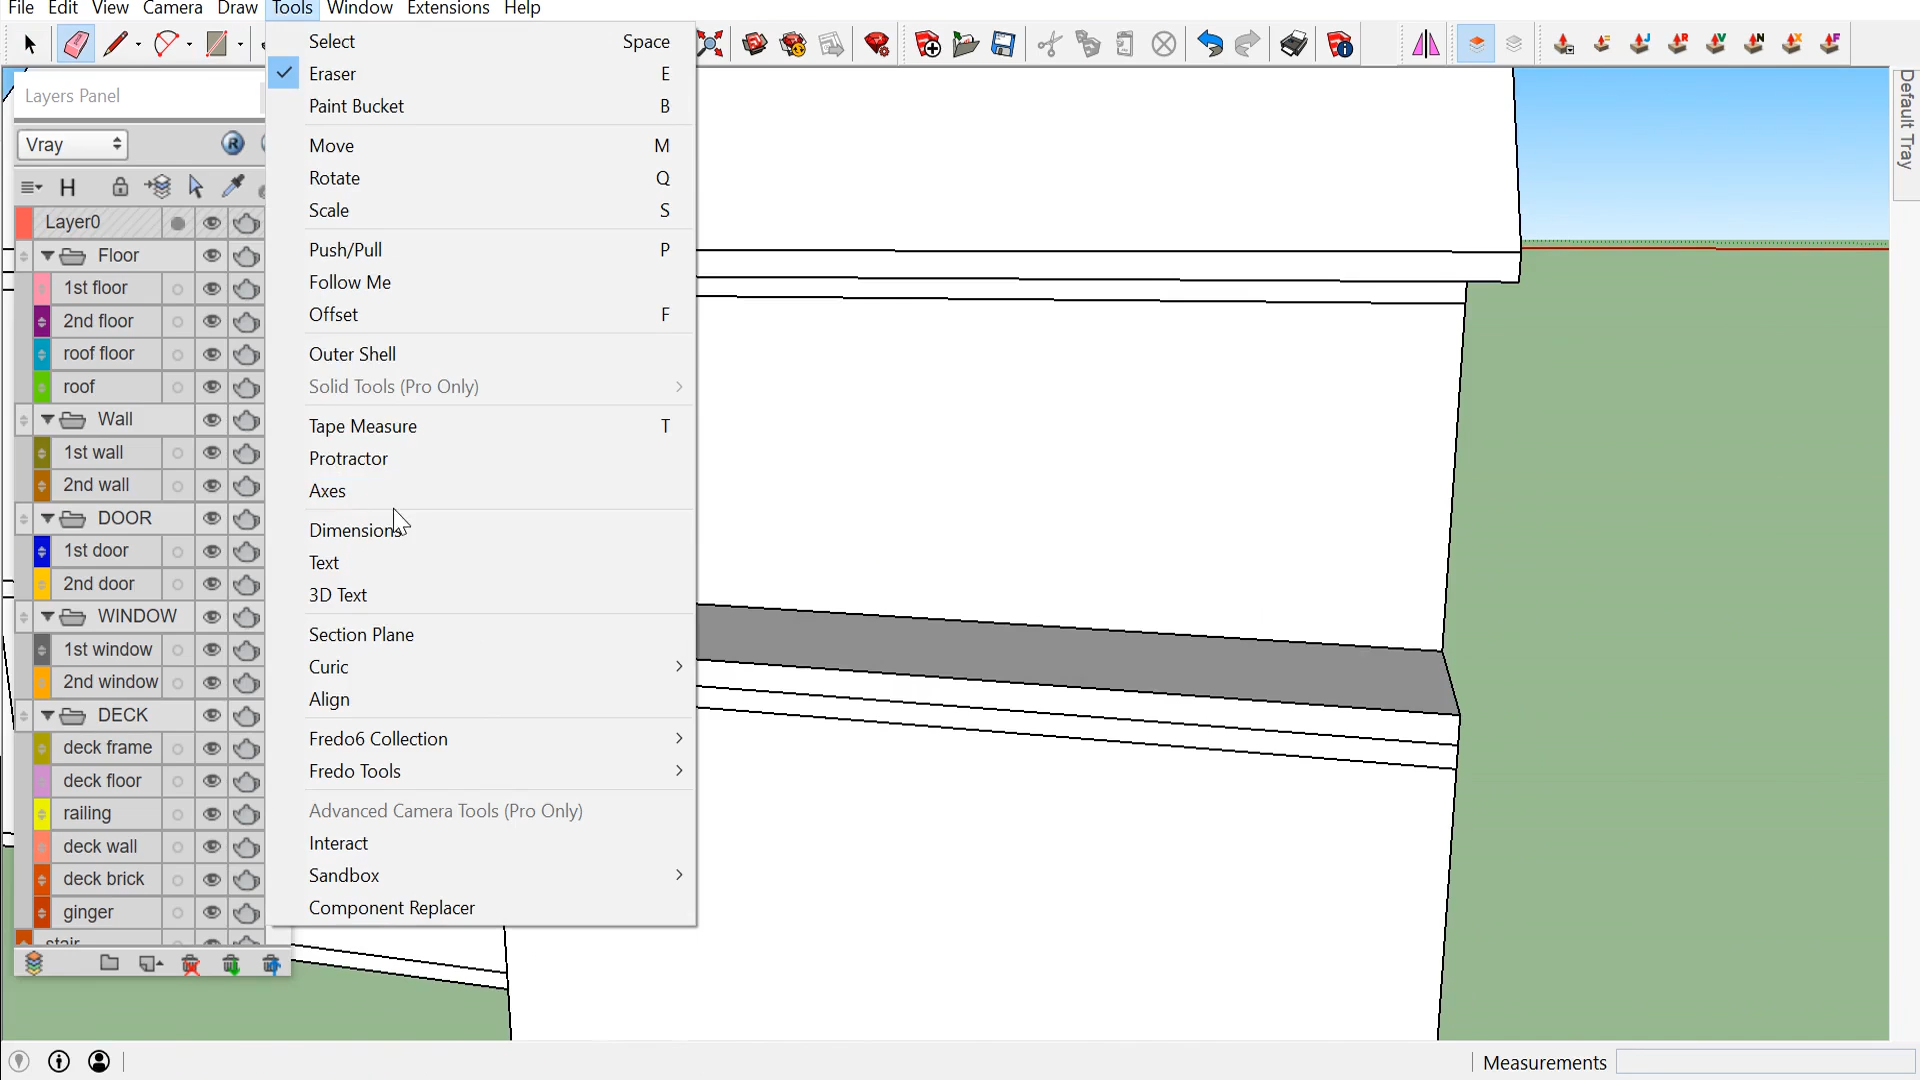 File Edit View Camera Draw Tools Window Extensions Help
Layers Panel
Vray
H
Layer0
Floor
1st floor
2nd floor
roof floor
roof
Wall
1st wall
2nd wall
DOOR
1st door
2nd door
WINDOW
1st window
2nd window
DECK
deck frame
deck floor
railing
deck wall
deck brick
ginger
stair
Select Space
Eraser E
Paint Bucket B
Move M
Rotate Q
Scale S
Push/Pull P
Follow Me
Offset F
Outer Shell
Solid Tools (Pro Only)
Tape Measure T
Protractor
Axes
Dimensions
Text
3D Text
Section Plane
Curic
Align
Fredo6 Collection
Fredo Tools
Advanced Camera Tools (Pro Only)
Interact
Sandbox
Component Replacer
Default Tray
Measurements